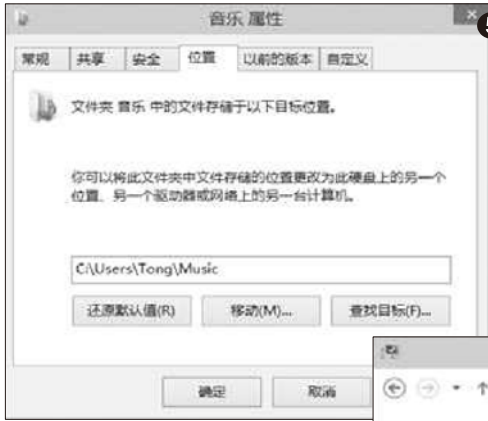 音乐 属性
常规 共享 安全 位置 以前的版本 自定义
文件夹 音乐 中的文件存储于以下目标位置。
你可以将此文件夹中文件存储的位置更改为此硬盘上的另一个
位置、另一个驱动器或网络上的另一台计算机。
C:\Users\Tong\Music
还原默认值(R) 移动(M)... 查找目标(F)...
确定 取消